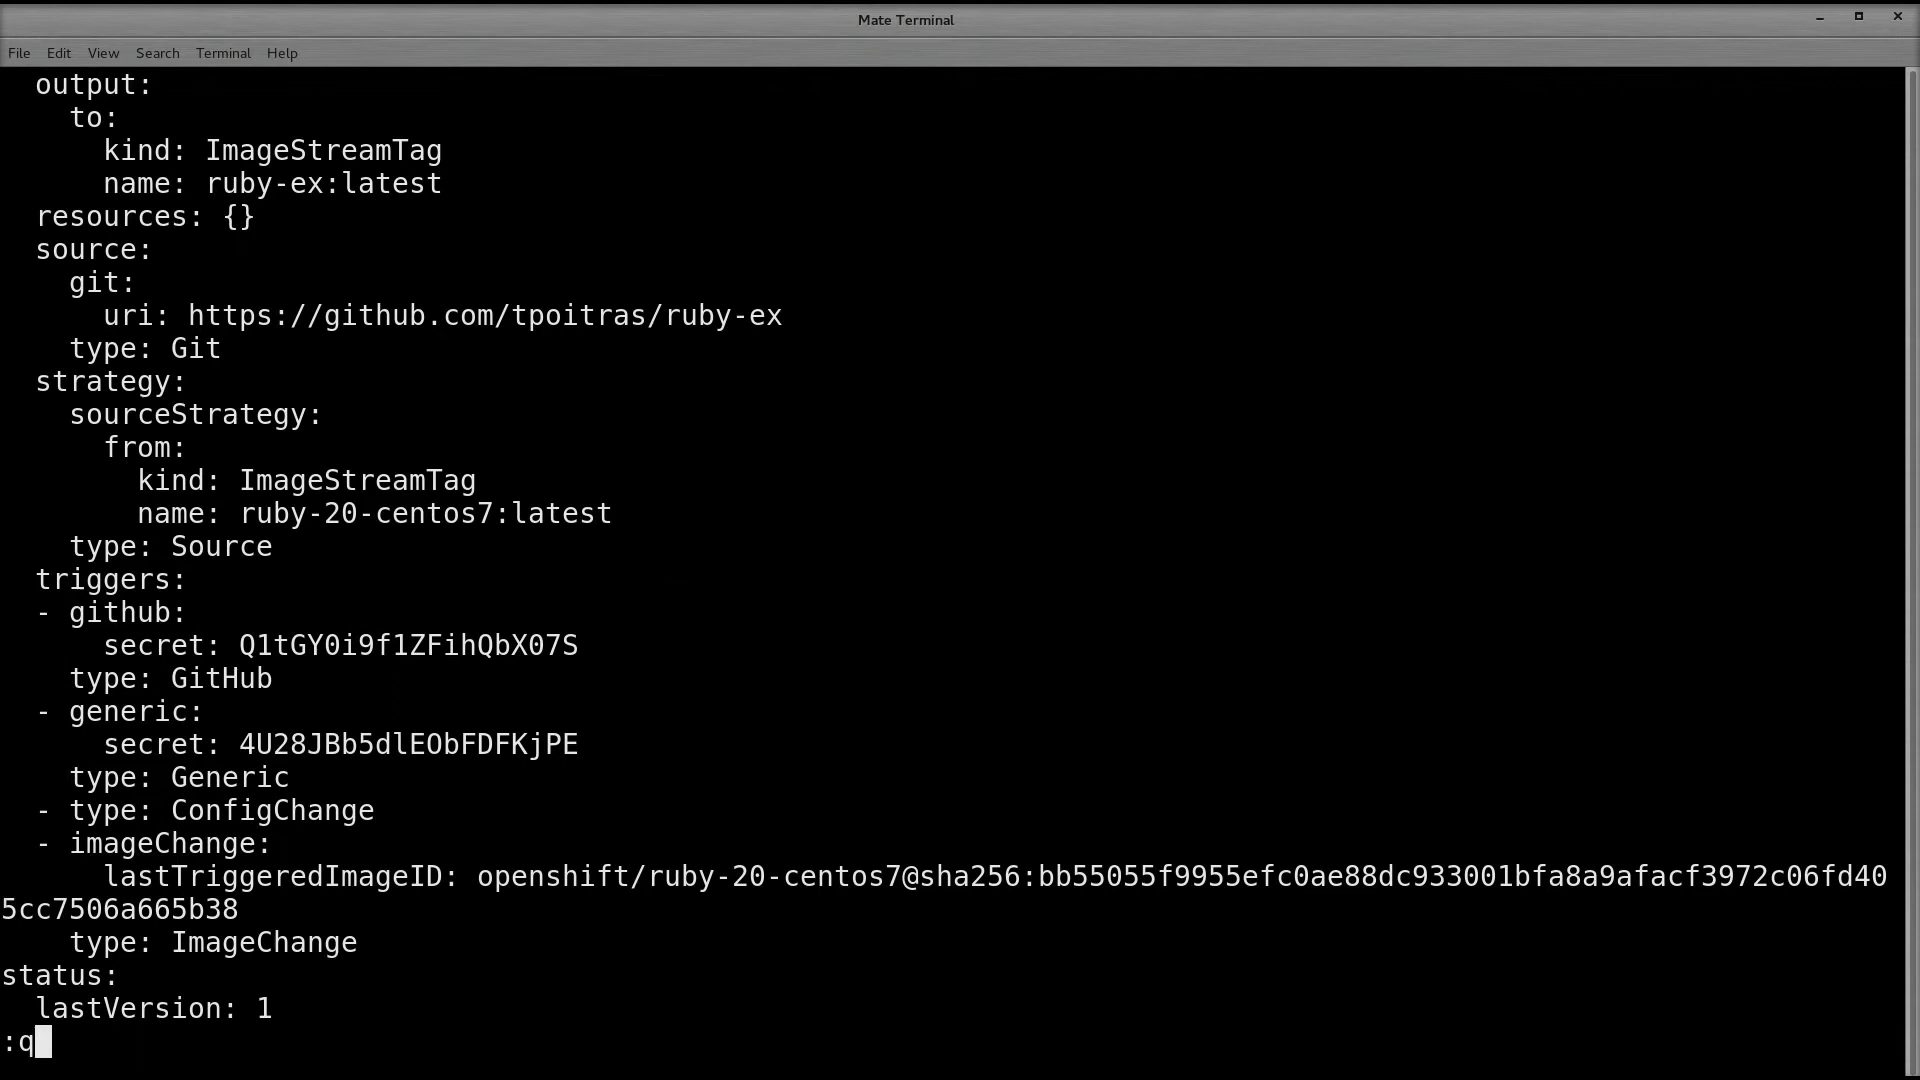 Mate Terminal
File Edit View Search Terminal Help
  output:
    to:
      kind: ImageStreamTag
      name: ruby-ex:latest
  resources: {}
  source:
    git:
      uri: https://github.com/tpoitras/ruby-ex
    type: Git
  strategy:
    sourceStrategy:
      from:
        kind: ImageStreamTag
        name: ruby-20-centos7:latest
    type: Source
  triggers:
  - github:
      secret: Q1tGY0i9f1ZFihQbX07S
    type: GitHub
  - generic:
      secret: 4U28JBb5dlEObFDFKjPE
    type: Generic
  - type: ConfigChange
  - imageChange:
      lastTriggeredImageID: openshift/ruby-20-centos7@sha256:bb55055f9955efc0ae88dc933001bfa8a9afacf3972c06fd40
5cc7506a665b38
    type: ImageChange
status:
  lastVersion: 1
:q